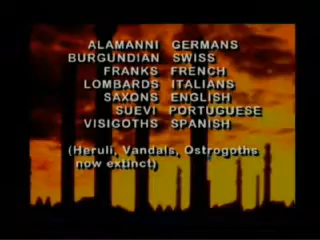 ALAMANNI GERMANS
BURGUNDIAN SWISS
FRANKS FRENCH
LOMBARDS ITALIANS
SAXONS ENGLISH
SUEVI PORTUGUESE
VISIGOTHS SPANISH
(Heruli, Vandals, Ostrogoths
now extinct)